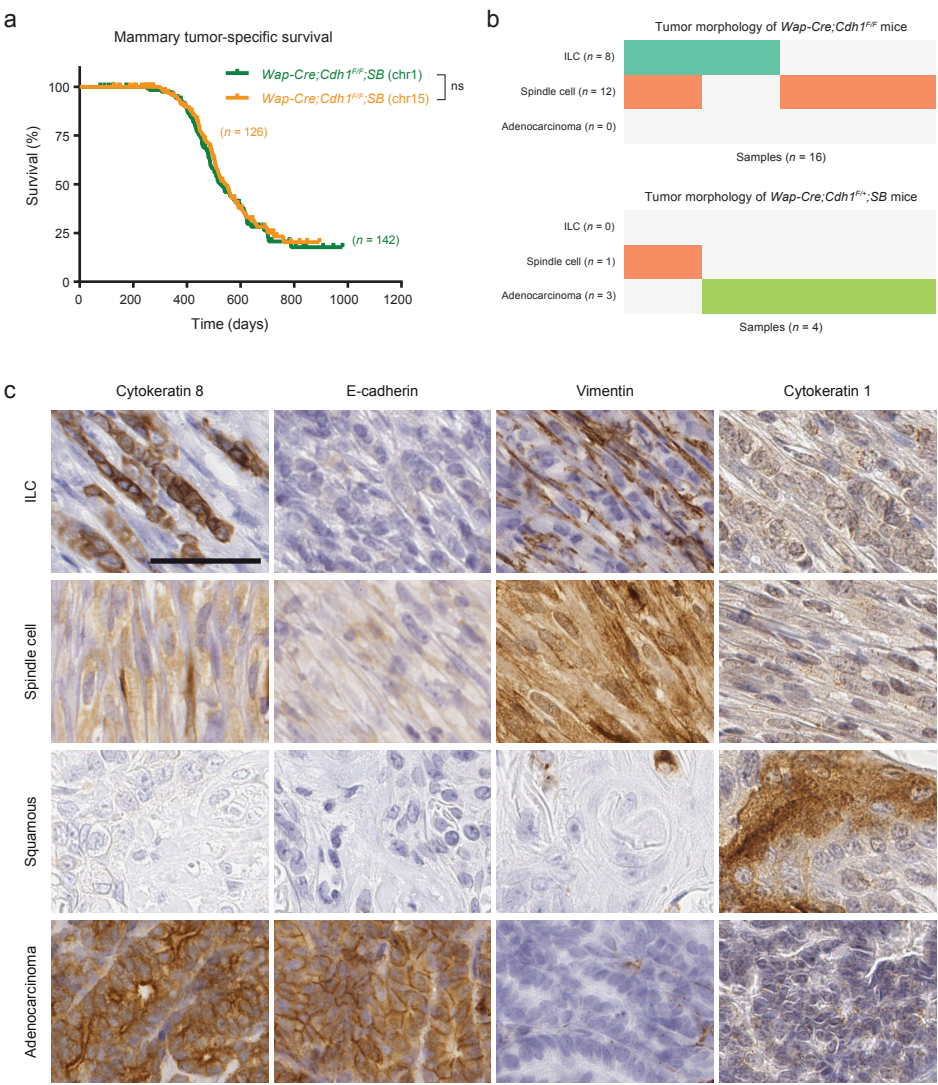 a
Mammary tumor-specific survival
Wap-Cre;Cdh1F/F;SB (chr1)
Wap-Cre;Cdh1F/F;SB (chr15)
ns
(n = 126)
(n = 142)
Survival (%)
100
75
50
25
0
0 200 400 600 800 1000 1200
Time (days)
b
Tumor morphology of Wap-Cre;Cdh1F/F mice
ILC (n = 8)
Spindle cell (n = 12)
Adenocarcinoma (n = 0)
Samples (n = 16)
Tumor morphology of Wap-Cre;Cdh1F/+;SB mice
ILC (n = 0)
Spindle cell (n = 1)
Adenocarcinoma (n = 3)
Samples (n = 4)
c
Cytokeratin 8 E-cadherin Vimentin Cytokeratin 1
ILC
Spindle cell
Squamous
Adenocarcinoma